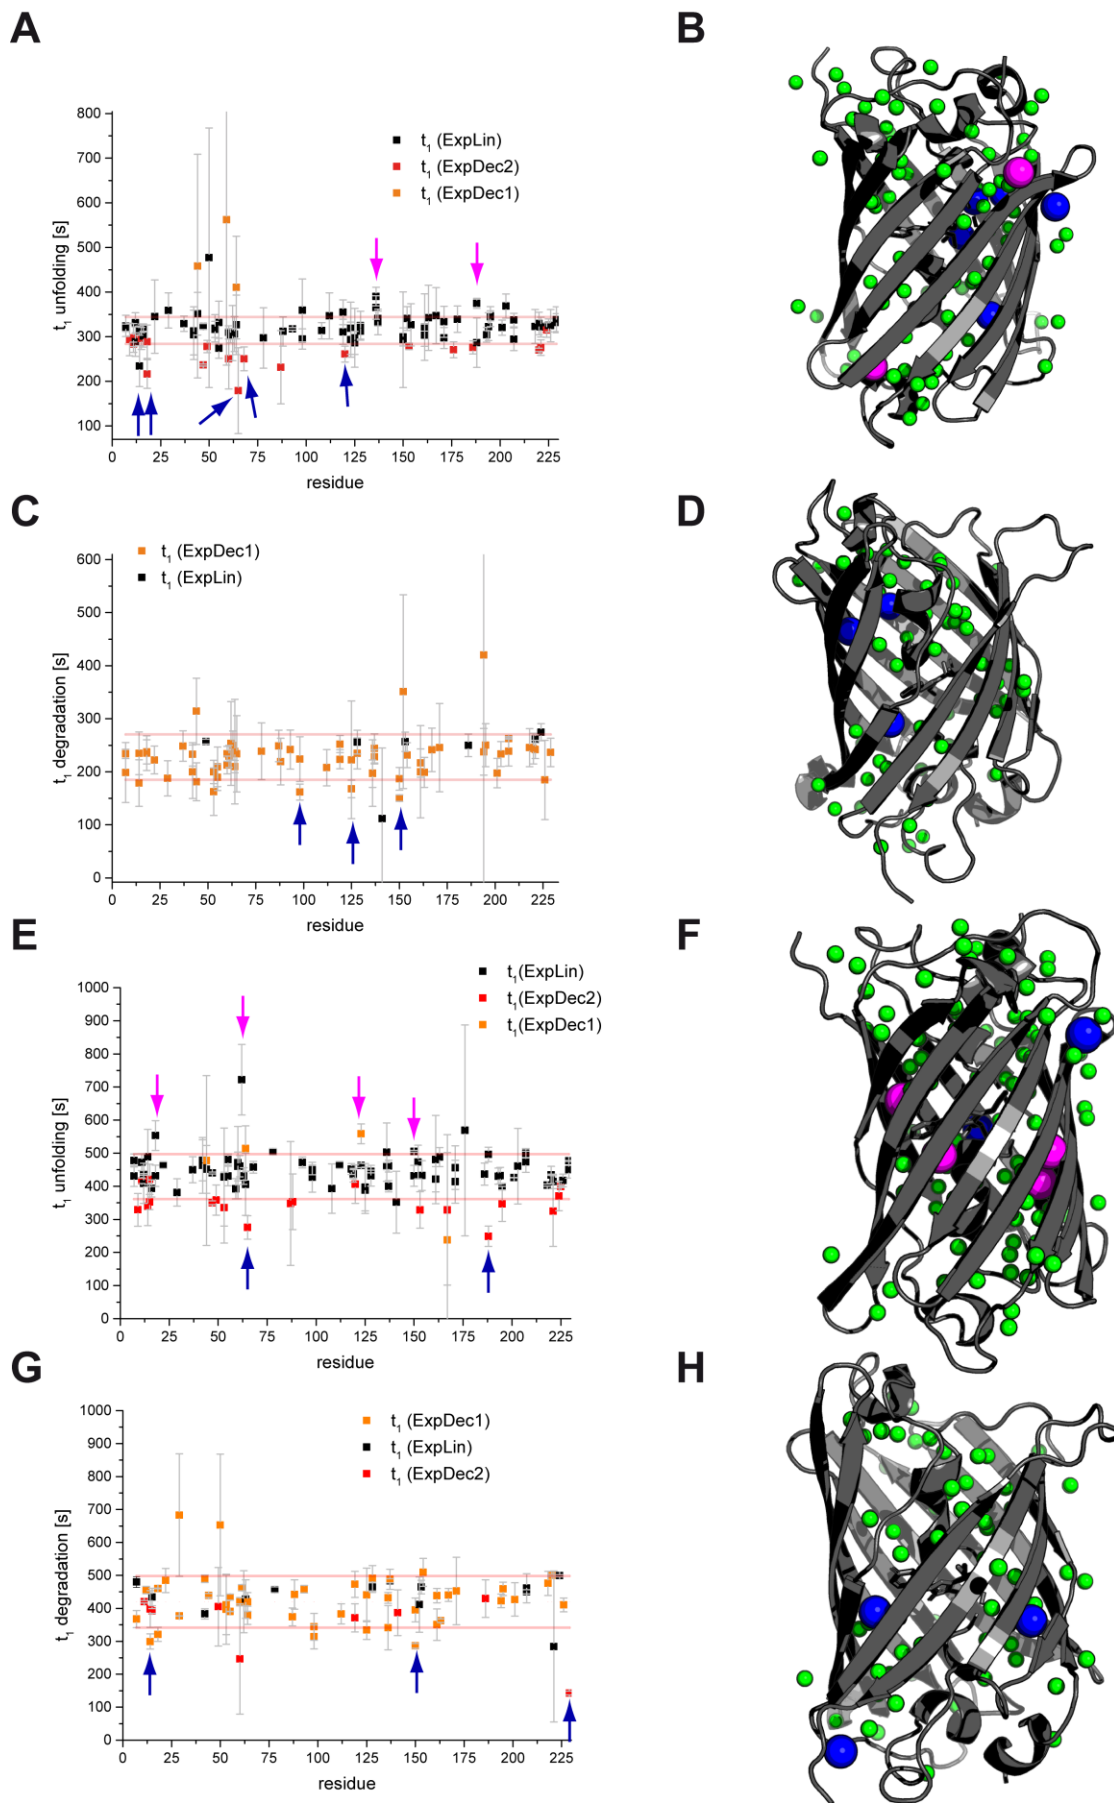 A
B
t1 (ExpLin)
t1 (ExpDec2)
t1 (ExpDec1)
t1 unfolding [s]
800
700
600
500
400
300
200
100
0 25 50 75 100 125 150 175 200 225
residue
C
D
t1 (ExpDec1)
t1 (ExpLin)
t1 degradation [s]
600
500
400
300
200
100
0
0 25 50 75 100 125 150 175 200 225
residue
E
F
t1(ExpLin)
t1(ExpDec2)
t1(ExpDec1)
t1 unfolding [s]
1000
900
800
700
600
500
400
300
200
100
0
0 25 50 75 100 125 150 175 200 225
residue
G
H
t1 (ExpDec1)
t1 (ExpLin)
t1 (ExpDec2)
t1 degradation [s]
1000
900
800
700
600
500
400
300
200
100
0
0 25 50 75 100 125 150 175 200 225
residue